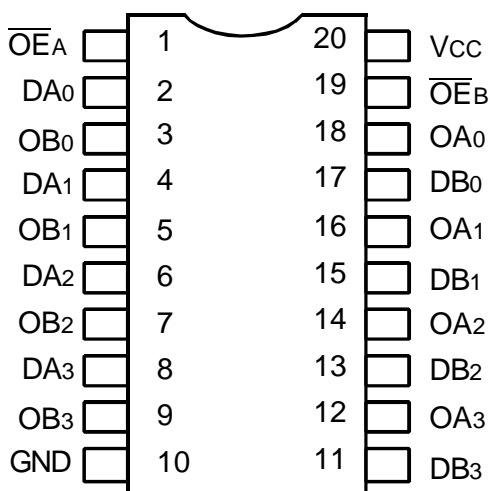 O̅E̅A 1 20 VCC
DA0 2 19 O̅E̅B
OB0 3 18 OA0
DA1 4 17 DB0
OB1 5 16 OA1
DA2 6 15 DB1
OB2 7 14 OA2
DA3 8 13 DB2
OB3 9 12 OA3
GND 10 11 DB3